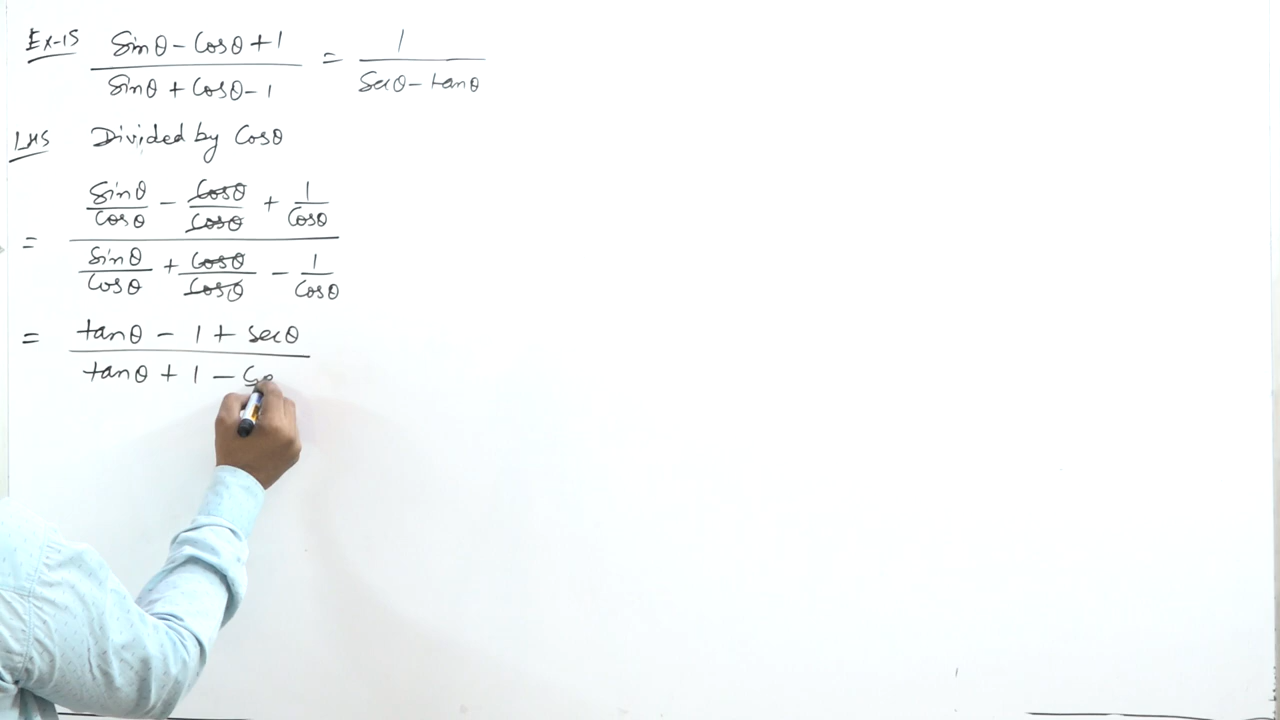 Ex-15 (sinθ - cosθ + 1)/(sinθ + cosθ - 1) = 1/(secθ - tanθ)
LHS Divided by cosθ
= (sinθ/cosθ - cosθ/cosθ + 1/cosθ)/(sinθ/cosθ + cosθ/cosθ - 1/cosθ)
= (tanθ - 1 + secθ)/(tanθ + 1 -